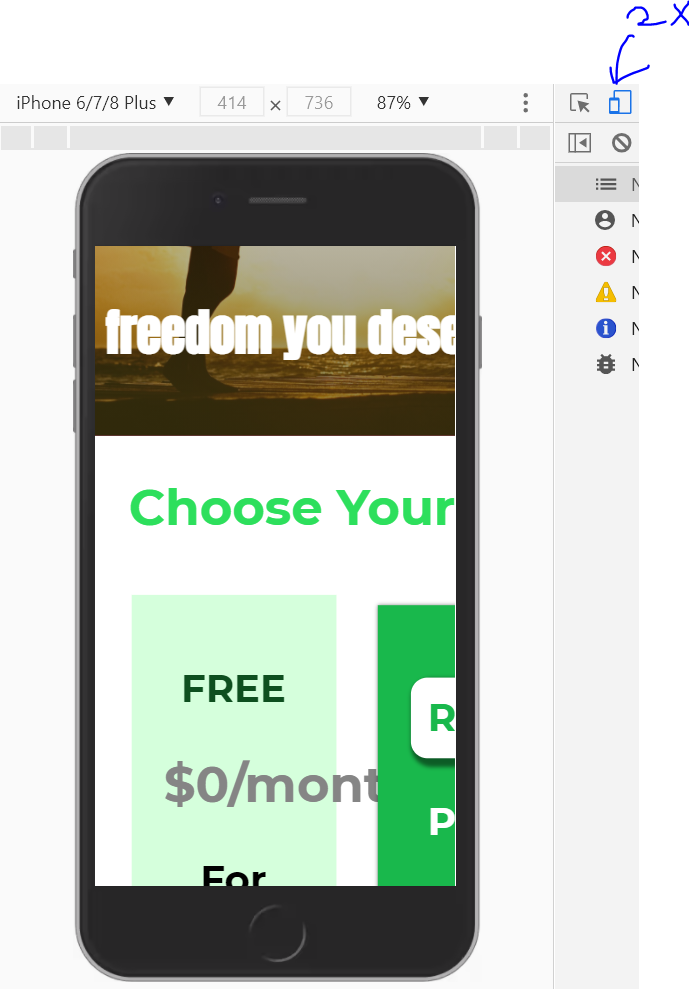 2X
iPhone 6/7/8 Plus ▼ 414 × 736 87% ▼
N
N
N
N
N
N
freedom you dese
Choose Your
FREE
$0/mont
For
R
P